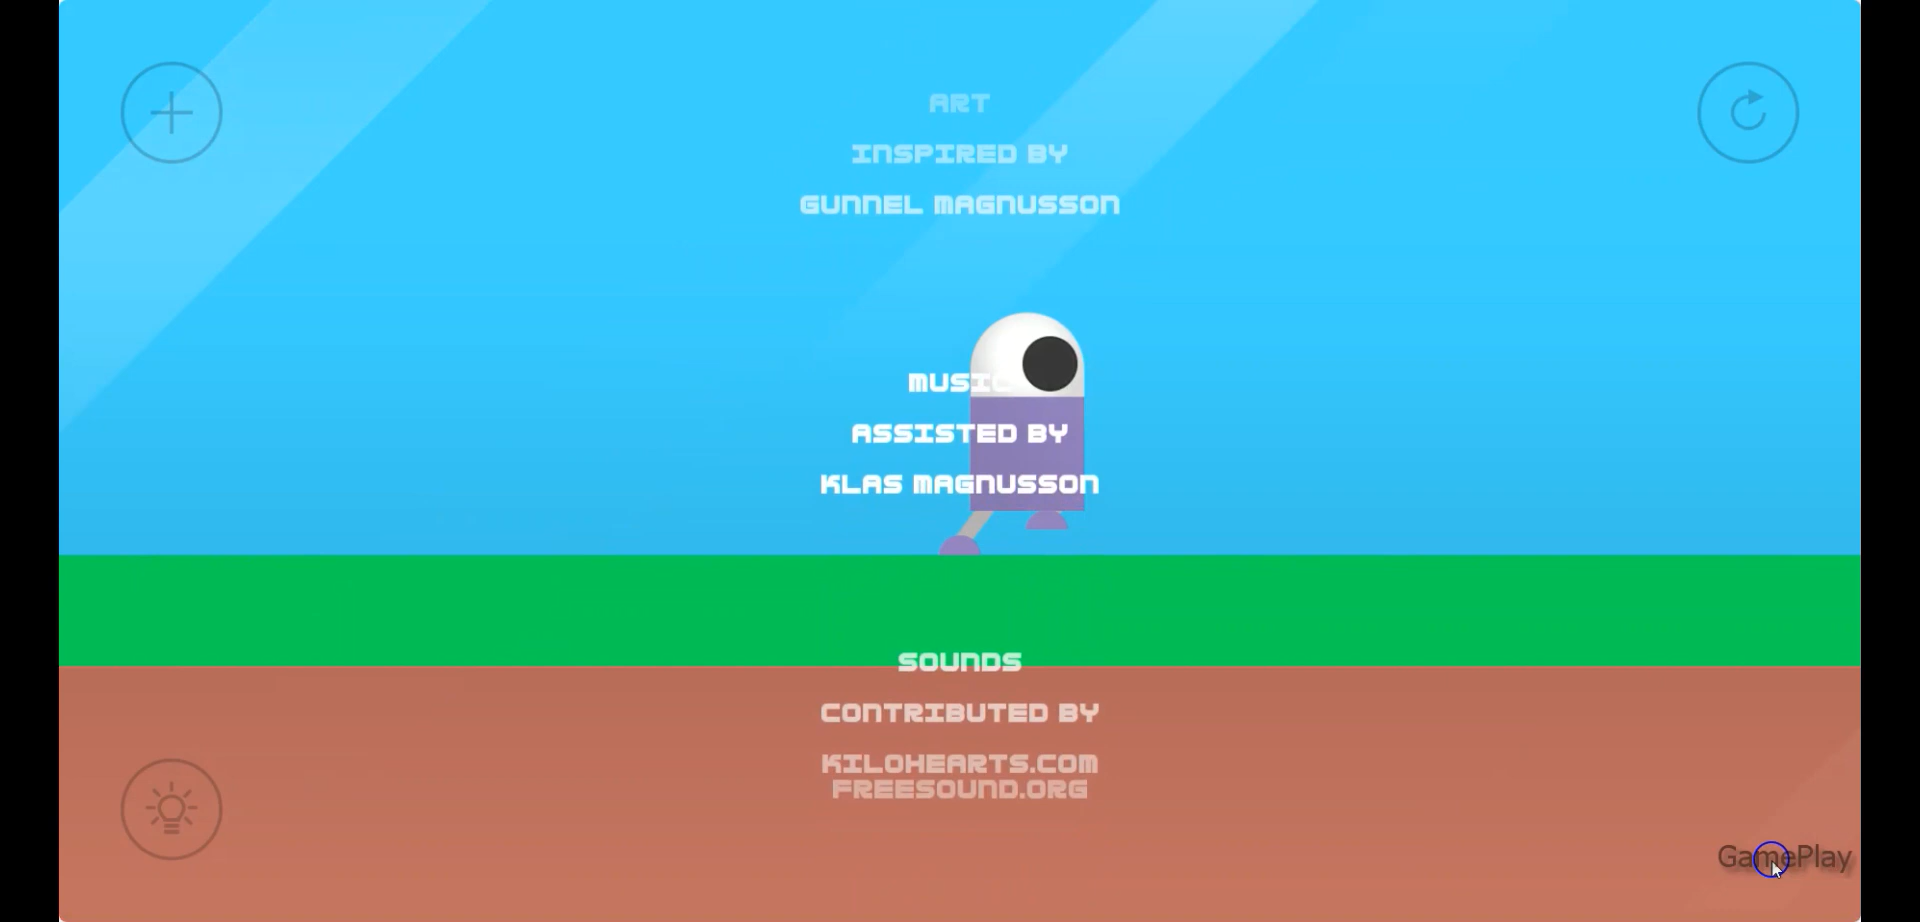 ART
INSPIRED BY
GUNNEL MAGNUSSON
MUSIC
ASSISTED BY
KLAS MAGNUSSON
SOUNDS
CONTRIBUTED BY
KILOHEARTS.COM
FREESOUND.ORG
GamePlay